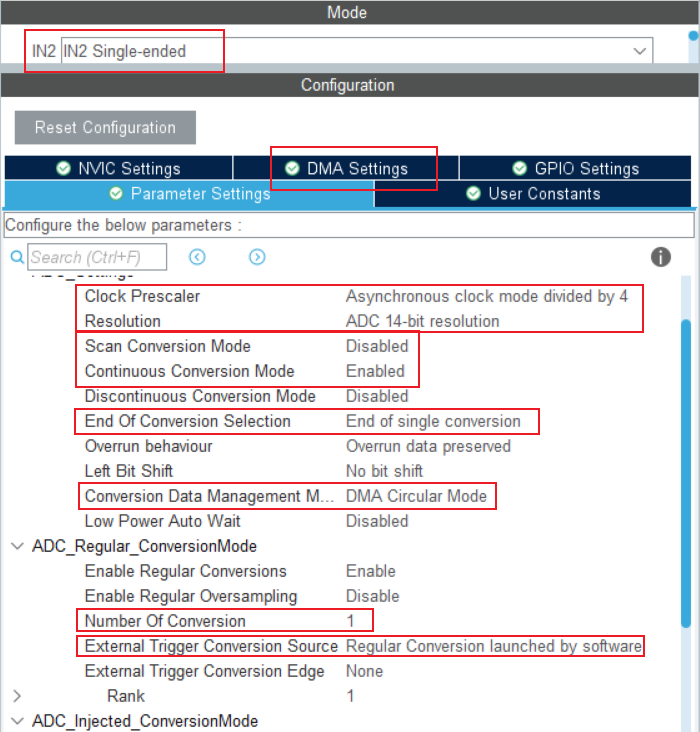 Mode
IN2 IN2 Single-ended
Configuration
Reset Configuration
NVIC Settings DMA Settings GPIO Settings
Parameter Settings User Constants
Configure the below parameters :
Search (Ctrl+F)
ADC_Settings
Clock Prescaler Asynchronous clock mode divided by 4
Resolution ADC 14-bit resolution
Scan Conversion Mode Disabled
Continuous Conversion Mode Enabled
Discontinuous Conversion Mode Disabled
End Of Conversion Selection End of single conversion
Overrun behaviour Overrun data preserved
Left Bit Shift No bit shift
Conversion Data Management M... DMA Circular Mode
Low Power Auto Wait Disabled
ADC_Regular_ConversionMode
Enable Regular Conversions Enable
Enable Regular Oversampling Disable
Number Of Conversion 1
External Trigger Conversion Source Regular Conversion launched by software
External Trigger Conversion Edge None
Rank 1
ADC_Injected_ConversionMode